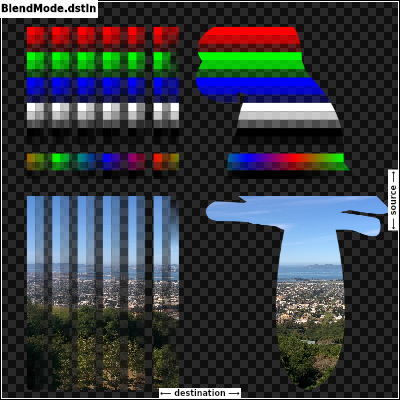 BlendMode.dstIn
⟵ source ⟶
⟵ destination ⟶